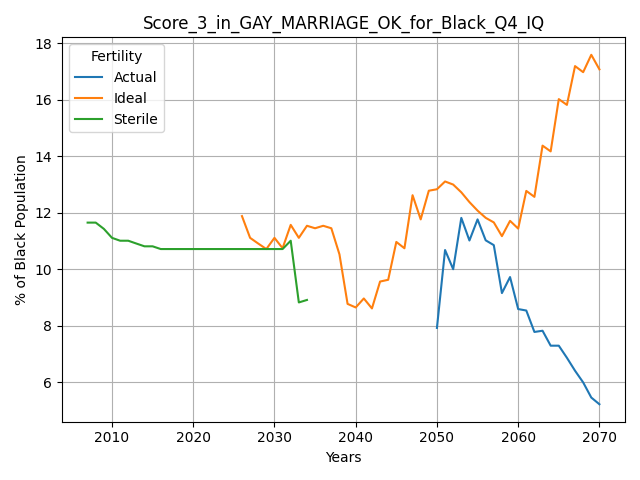 Score_3_in_GAY_MARRIAGE_OK_for_Black_Q4_IQ
Fertility
Actual
Ideal
Sterile
% of Black Population
18
16
14
12
10
8
6
2010 2020 2030 2040 2050 2060 2070
Years